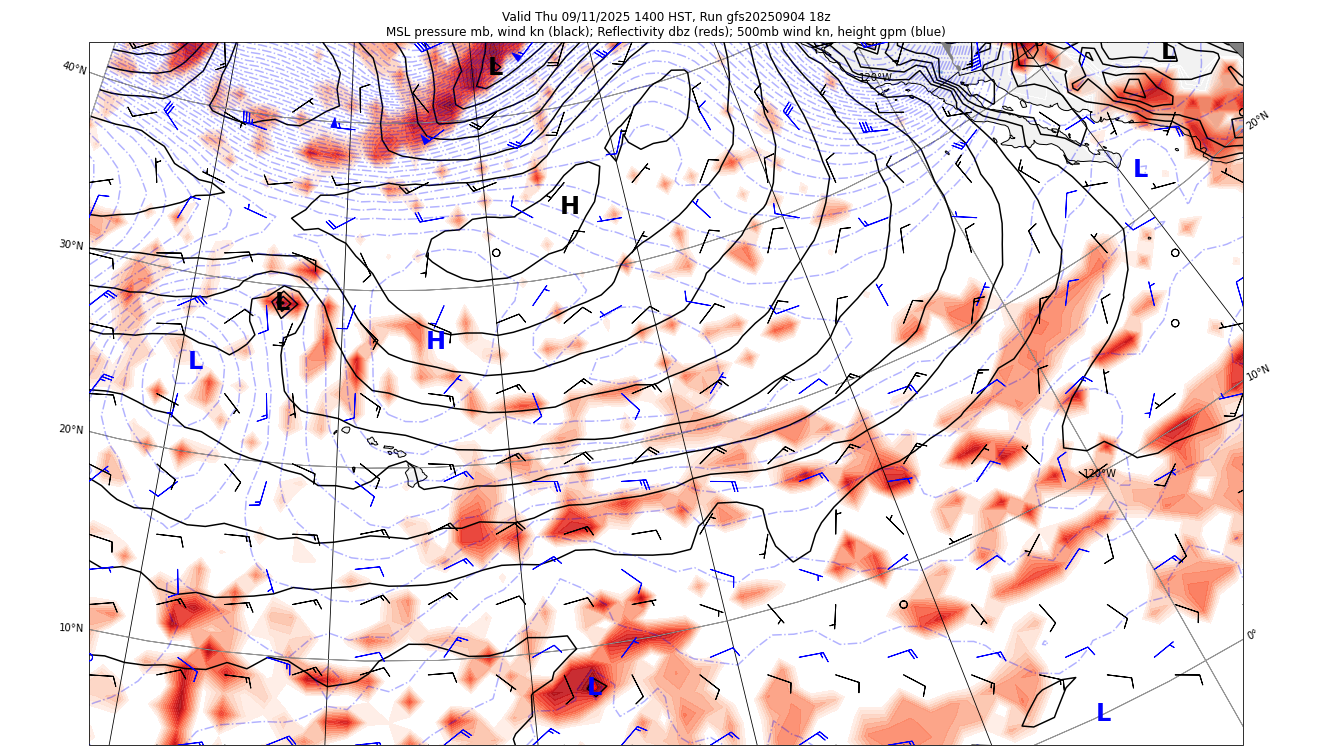 Valid Thu 09/11/2025 1400 HST, Run gfs20250904 18z
MSL pressure mb, wind kn (black); Reflectivity dbz (reds); 500mb wind kn, height gpm (blue)
L
L
40°N
120°W
20°N
L
H
30°N
L
H
L
10°N
20°N
120°W
10°N
0°
L
L